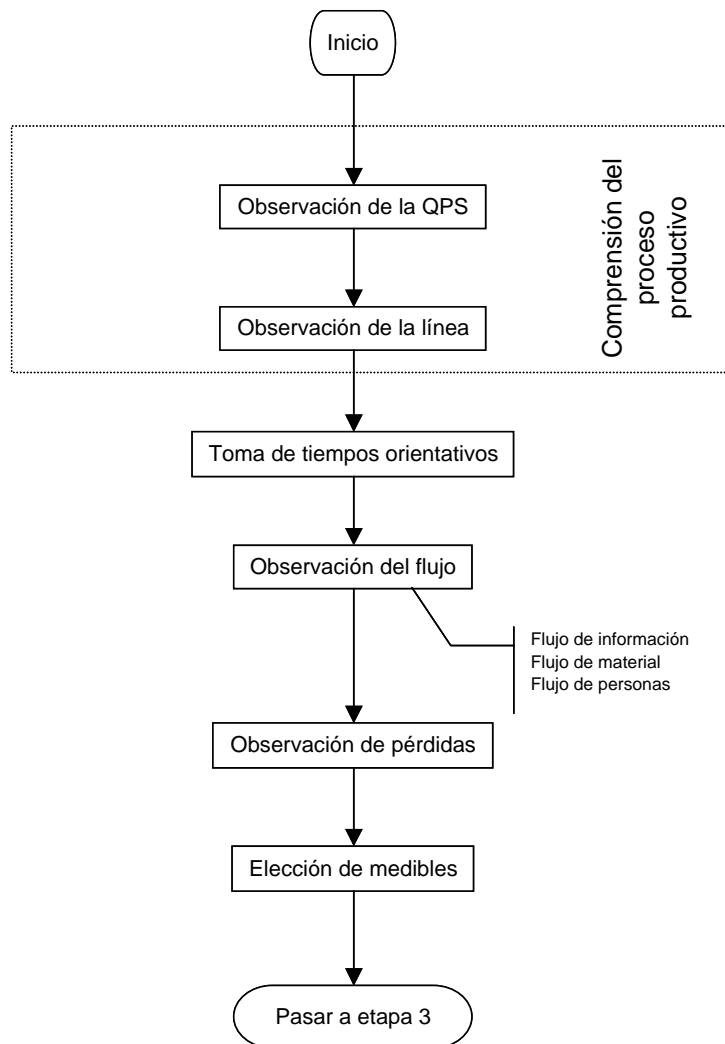 Inicio
Comprensión del
proceso
productivo
Observación de la QPS
Observación de la línea
Toma de tiempos orientativos
Observación del flujo
Flujo de información
Flujo de material
Flujo de personas
Observación de pérdidas
Elección de medibles
Pasar a etapa 3